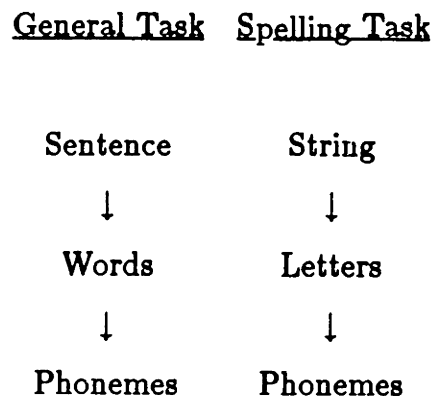 General Task Spelling Task
Sentence String
↓ ↓
Words Letters
↓ ↓
Phonemes Phonemes